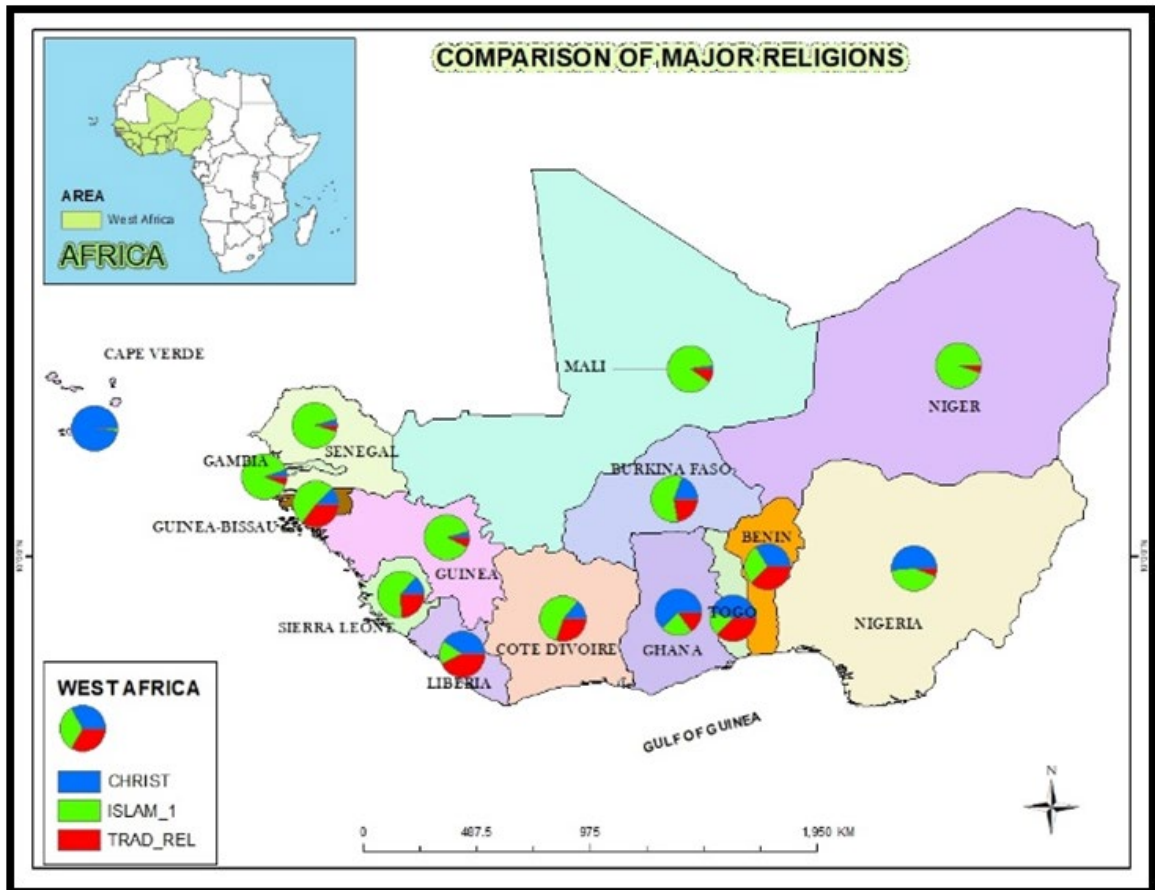 COMPARISON OF MAJOR RELIGIONS
AREA
West Africa
AFRICA
CAPE VERDE
MALI
NIGER
SENEGAL
GAMBIA
BURKINA FASO
GUINEA-BISSAU
BENIN
GUINEA
TOGO
NIGERIA
SIERRA LEONE
COTE D'IVOIRE
GHANA
LIBERIA
GULF OF GUINEA
WEST AFRICA
CHRIST
ISLAM_1
TRAD_REL
N
0 487.5 975 1,950 KM